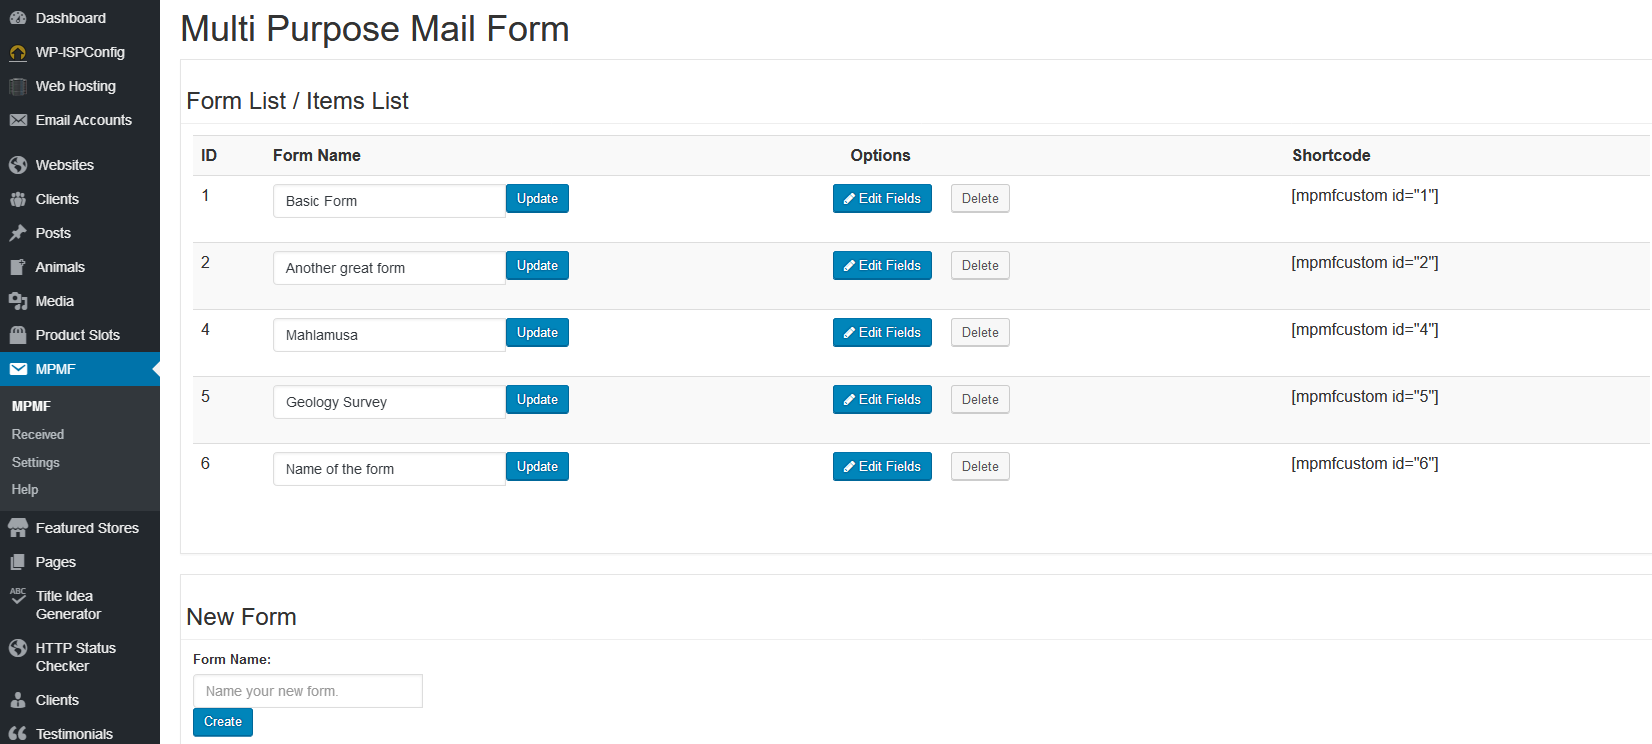 Dashboard
WP-ISPConfig
Web Hosting
Email Accounts
Websites
Clients
Posts
Animals
Media
Product Slots
MPMF
MPMF
Received
Settings
Help
Featured Stores
Pages
ABC
Title Idea
Generator
HTTP Status
Checker
Clients
Testimonials
Multi Purpose Mail Form
Form List / Items List
ID Form Name Options Shortcode
1 Basic Form Update Edit Fields Delete [mpmfcustom id="1"]
2 Another great form Update Edit Fields Delete [mpmfcustom id="2"]
4 Mahlamusa Update Edit Fields Delete [mpmfcustom id="4"]
5 Geology Survey Update Edit Fields Delete [mpmfcustom id="5"]
6 Name of the form Update Edit Fields Delete [mpmfcustom id="6"]
New Form
Form Name:
Name your new form.
Create